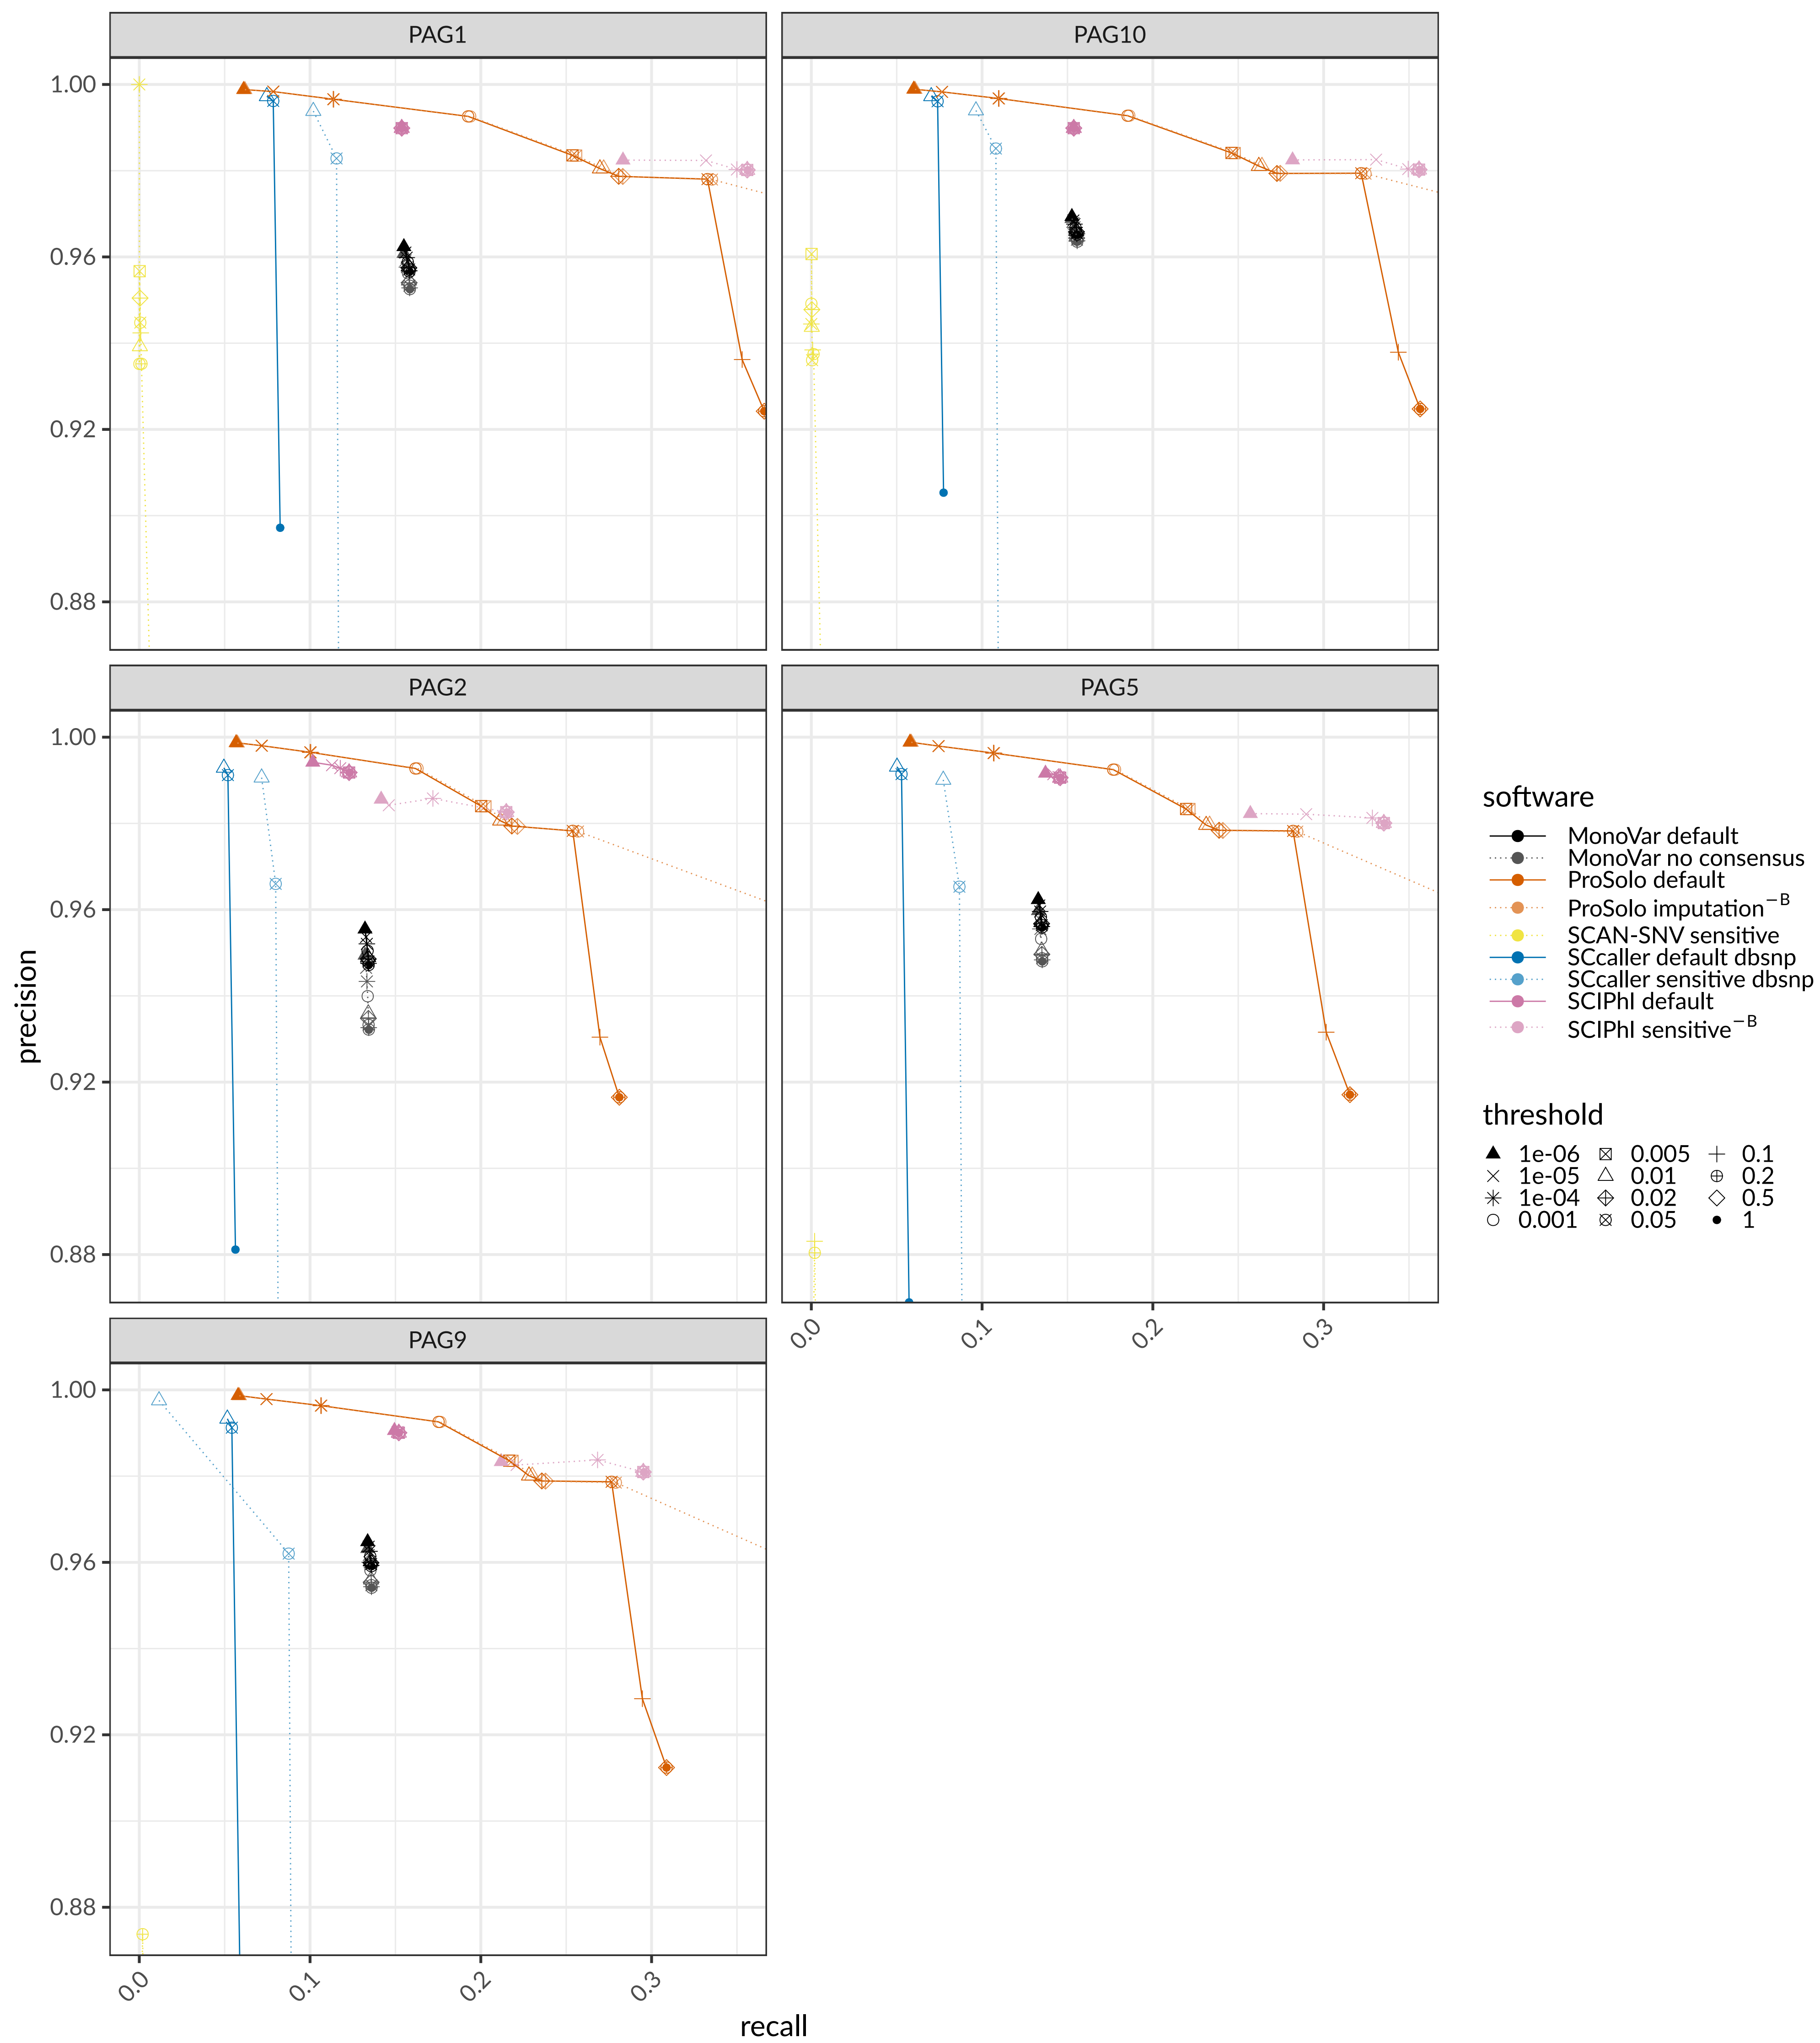 PAG1
PAG10
1.00
0.96
0.92
0.88
PAG2
PAG5
1.00
0.96
0.92
0.88
0.0
0.1
0.2
0.3
PAG9
1.00
0.96
0.92
0.88
0.0
0.1
0.2
0.3
recall
precision
software
MonoVar default
MonoVar no consensus
ProSolo default
ProSolo imputation−B
SCAN-SNV sensitive
SCcaller default dbsnp
SCcaller sensitive dbsnp
SCIPhI default
SCIPhI sensitive−B
threshold
1e-06 0.005 0.1
1e-05 0.01 0.2
1e-04 0.02 0.5
0.001 0.05 1